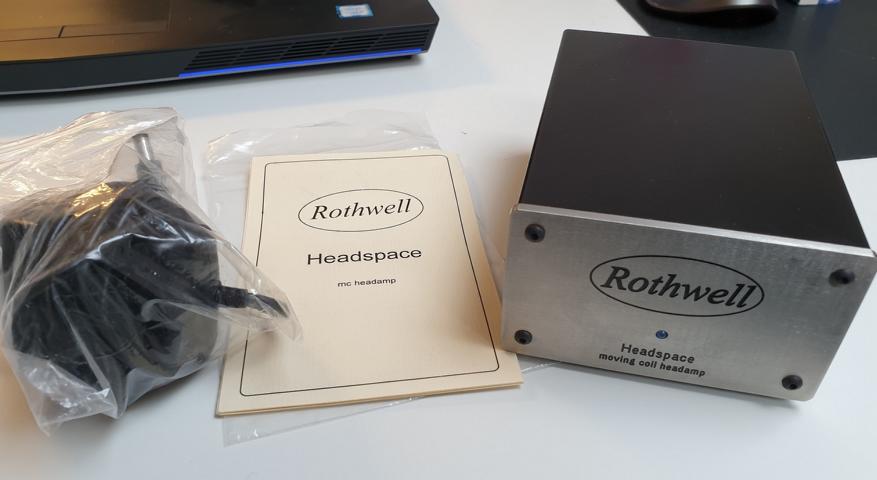 Rothwell
Headspace
mc headamp
Rothwell
Headspace
moving coil headamp